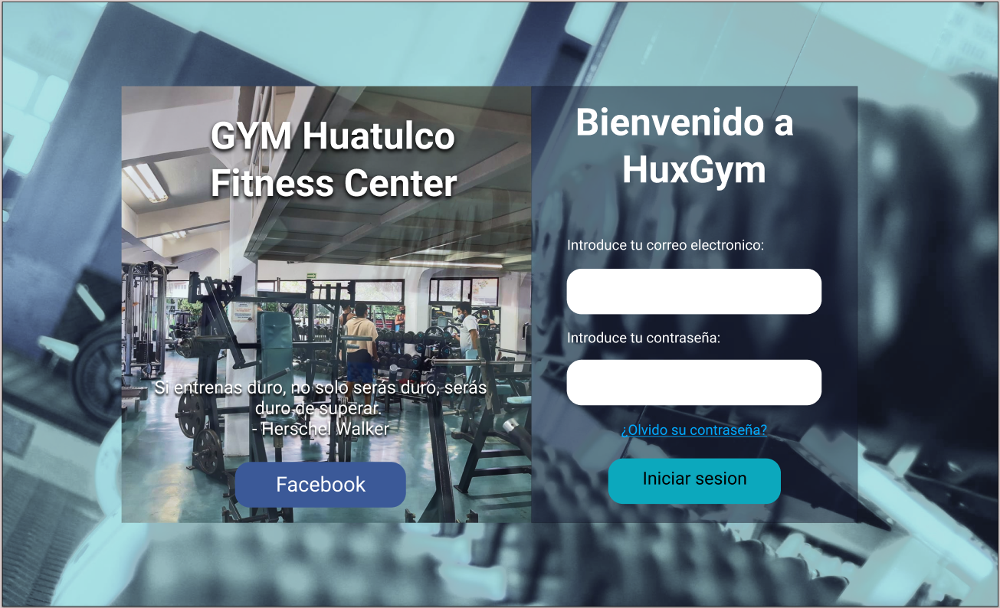 GYM Huatulco
Fitness Center
Si entrenas duro, no solo serás duro, serás
duro de superar.
- Herschel Walker
Facebook
Bienvenido a
HuxGym
Introduce tu correo electronico:
Introduce tu contraseña:
¿Olvido su contraseña?
Iniciar sesion